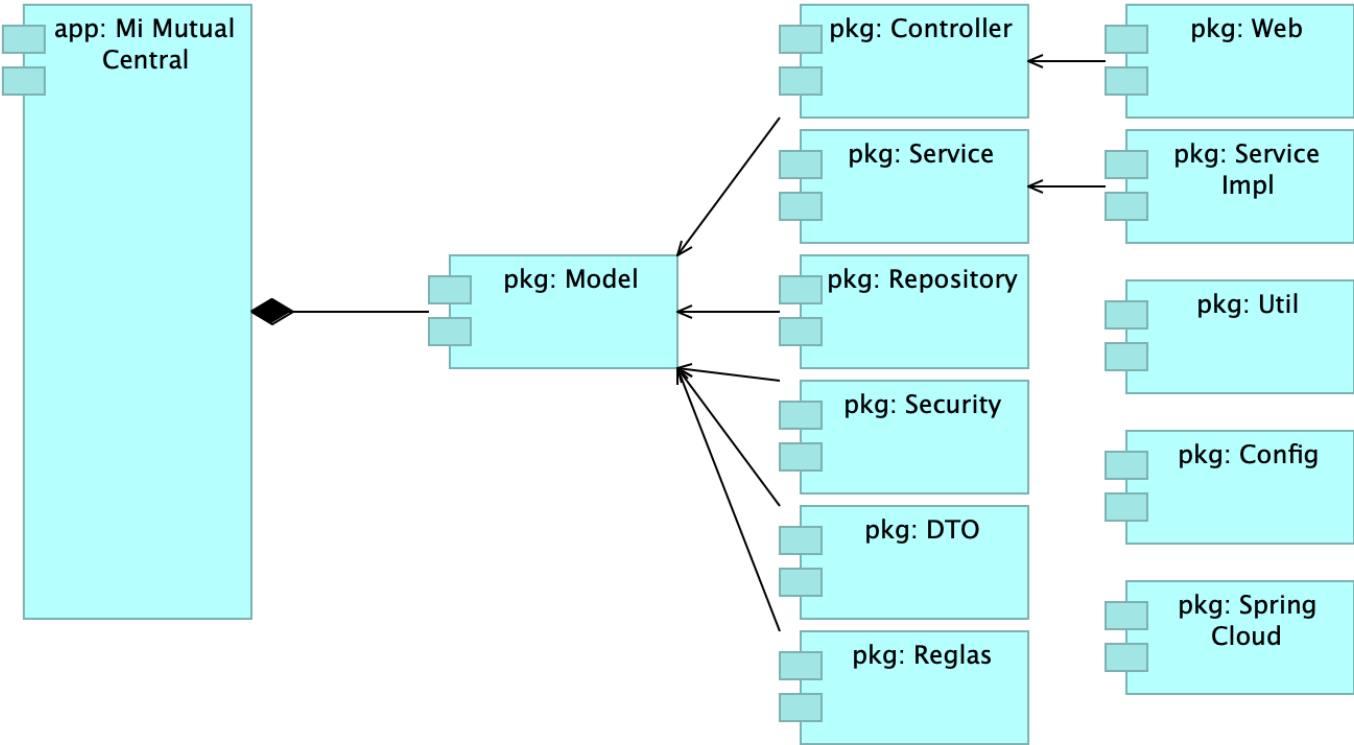 app: Mi Mutual
Central
pkg: Controller
pkg: Web
pkg: Service
pkg: Service
Impl
pkg: Model
pkg: Repository
pkg: Util
pkg: Security
pkg: Config
pkg: DTO
pkg: Spring
Cloud
pkg: Reglas